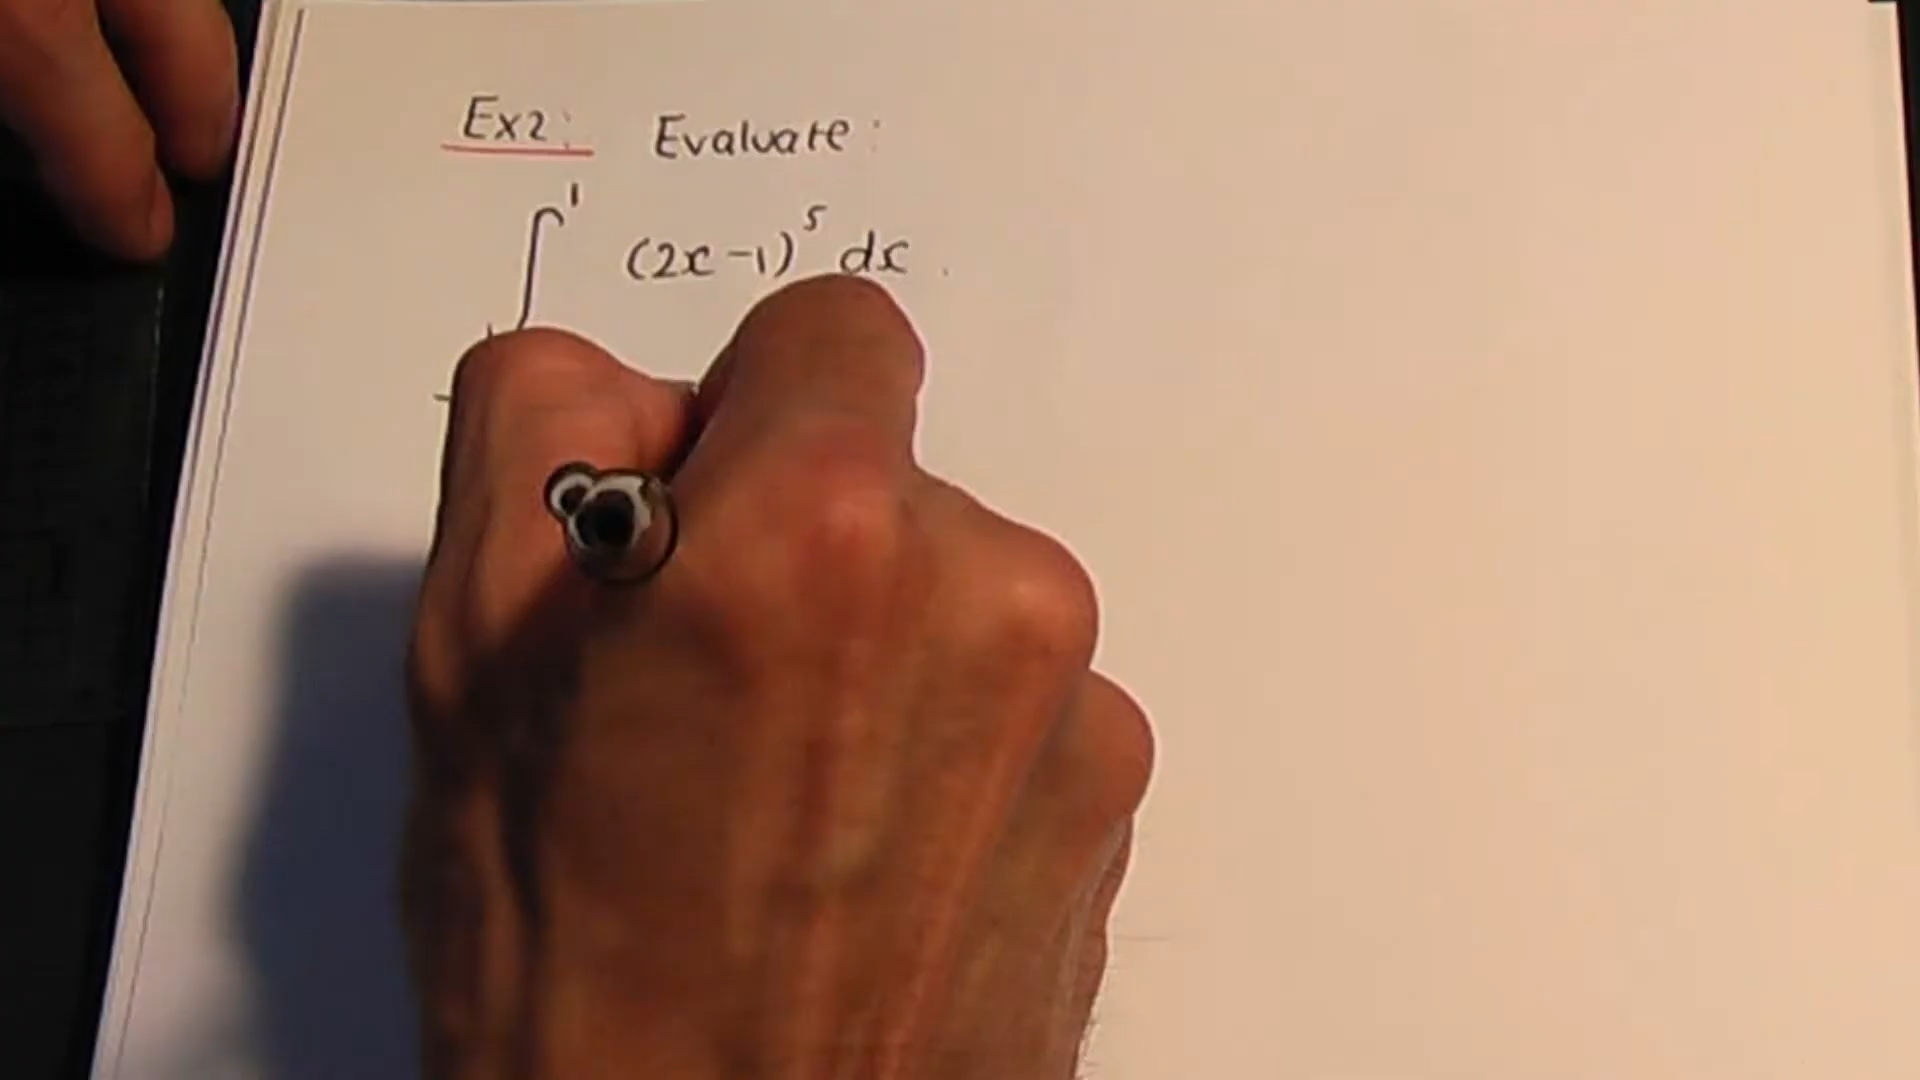 Ex2: Evaluate:
∫¹ (2x-1)⁵ dx.